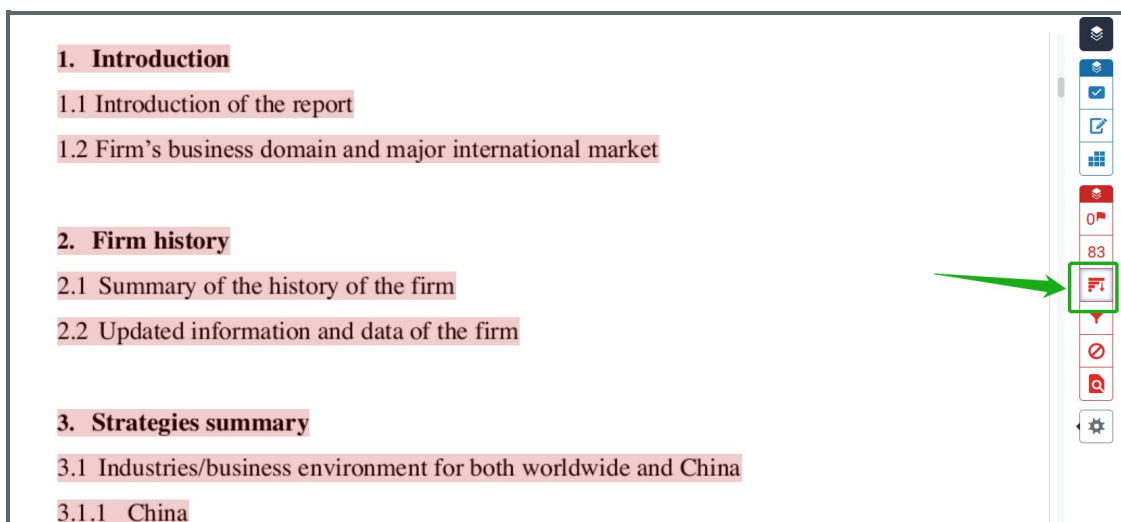 1. Introduction
1.1 Introduction of the report
1.2 Firm’s business domain and major international market
2. Firm history
2.1 Summary of the history of the firm
2.2 Updated information and data of the firm
3. Strategies summary
3.1 Industries/business environment for both worldwide and China
3.1.1 China
0
83